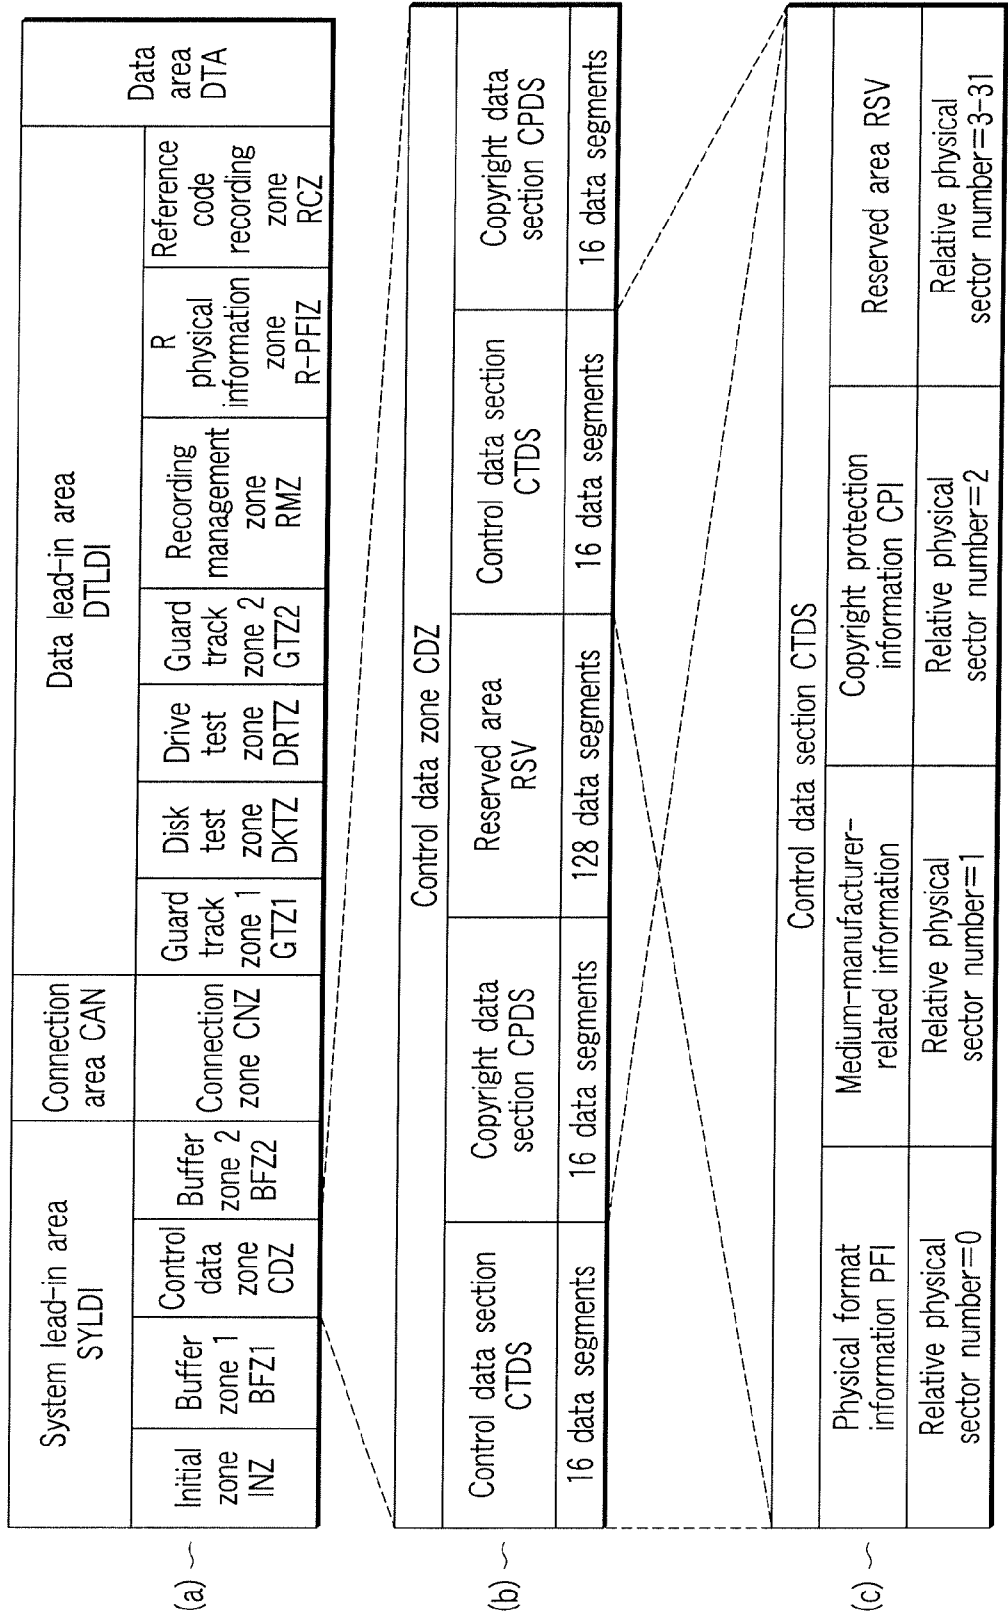 (a)
System lead-in area
SYLDI
Connection
area CAN
Data lead-in area
DTLDI
Data
area
DTA
Initial
zone
INZ
Buffer
zone 1
BFZ1
Control
data
zone
CDZ
Buffer
zone 2
BFZ2
Connection
zone CNZ
Guard
track
zone 1
GTZ1
Disk
test
zone
DKTZ
Drive
test
zone
DRTZ
Guard
track
zone 2
GTZ2
Recording
management
zone
RMZ
R
physical
information
zone
R-PFIZ
Reference
code
recording
zone
RCZ
(b)
Control data zone CDZ
Control data section
CTDS
Copyright data
section CPDS
Reserved area
RSV
Control data section
CTDS
Copyright data
section CPDS
16 data segments
16 data segments
128 data segments
16 data segments
16 data segments
(c)
Control data section CTDS
Physical format
information PFI
Medium-manufacturer-
related information
Copyright protection
information CPI
Reserved area RSV
Relative physical
sector number=0
Relative physical
sector number=1
Relative physical
sector number=2
Relative physical
sector number=3-31